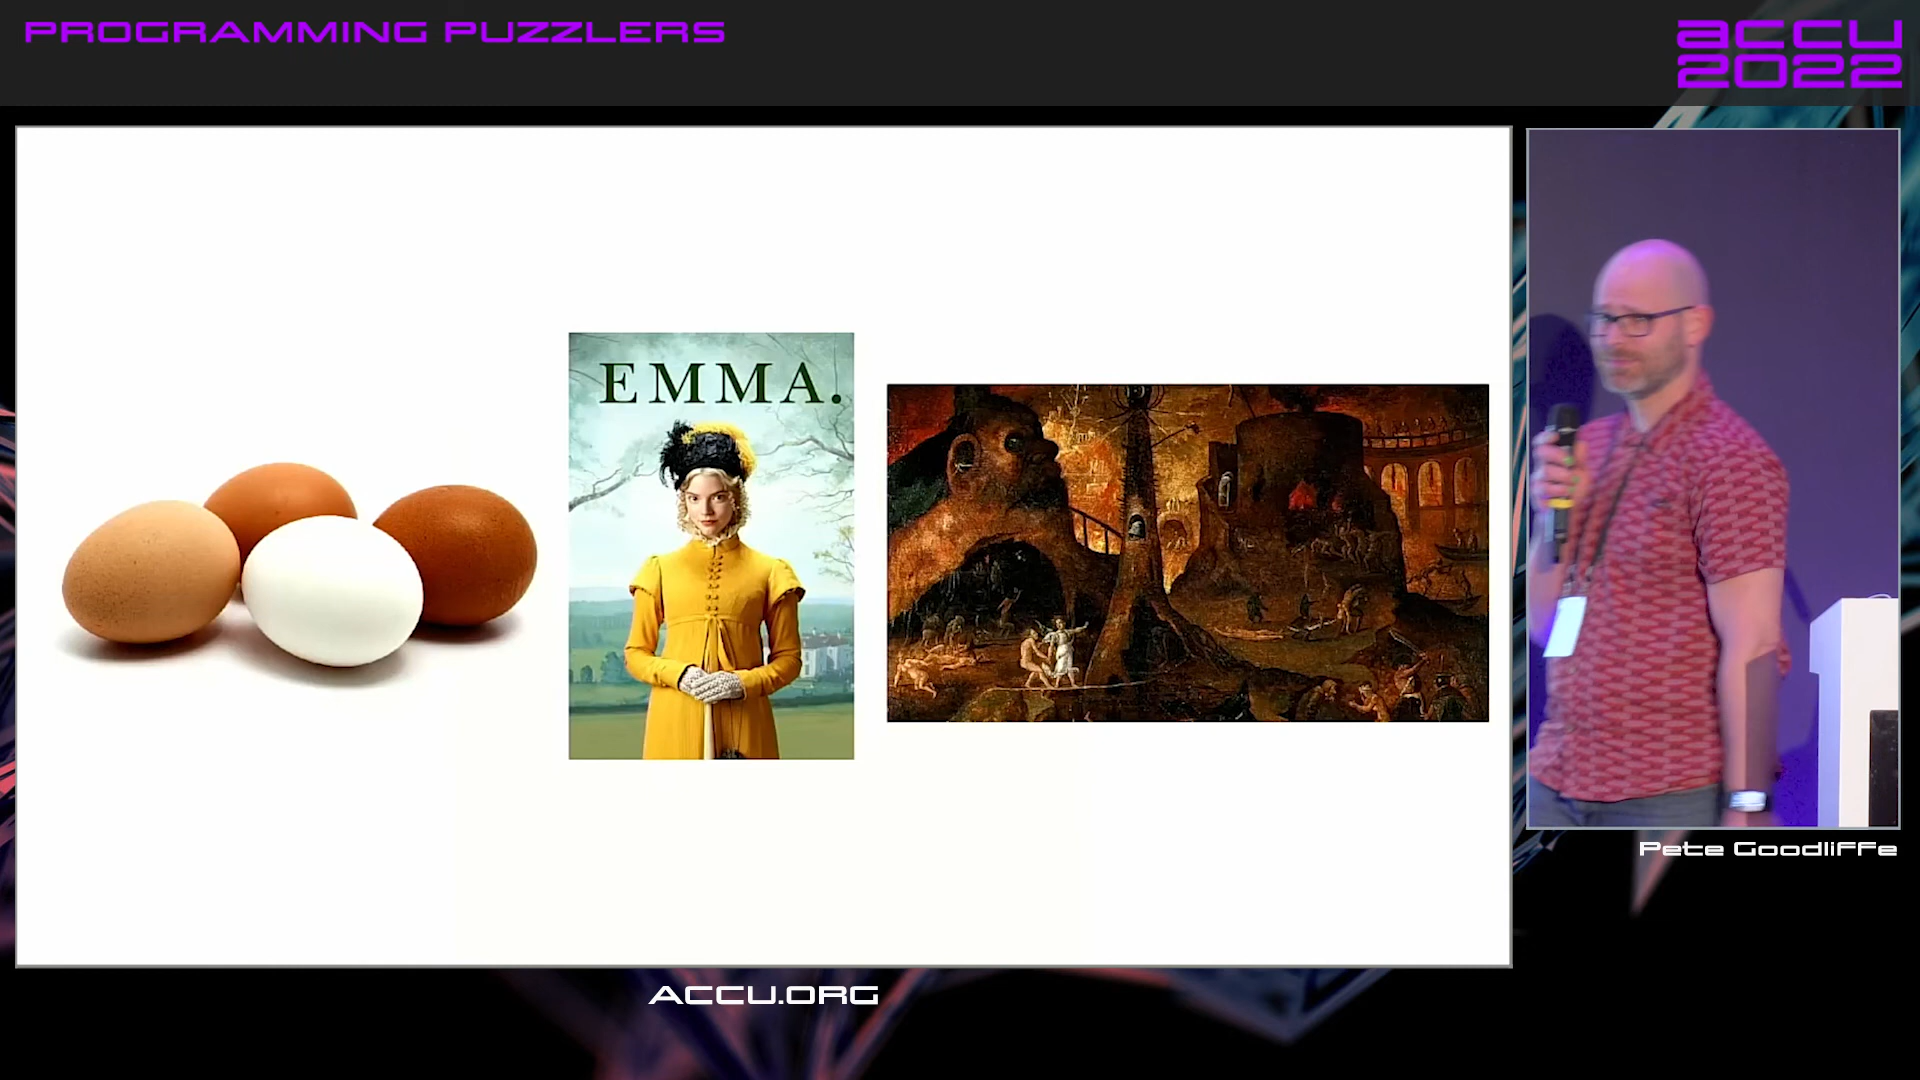 PROGRAMMING PUZZLERS
accu
2022
EMMA.
Pete Goodliffe
ACCU.ORG